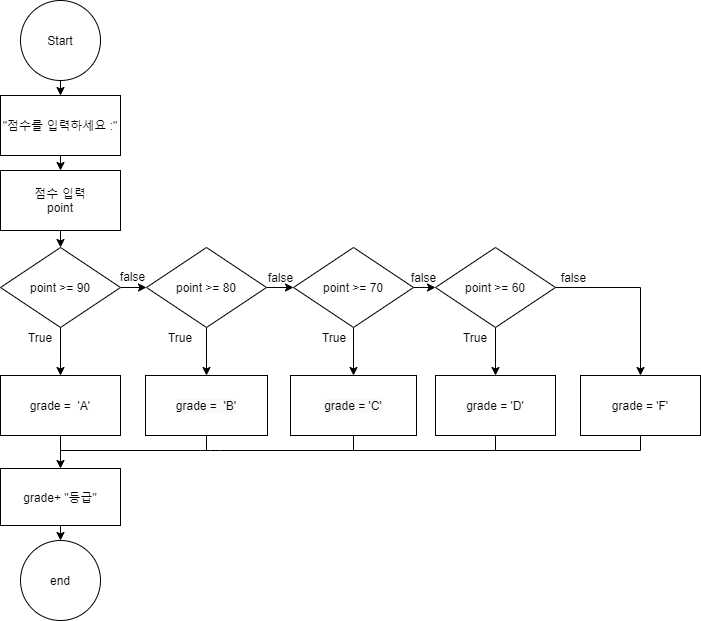 Start
"점수를 입력하세요 :"
점수 입력
point
point >= 90
false
point >= 80
false
point >= 70
false
point >= 60
false
True
True
True
True
grade =  'A'
grade =  'B'
grade = 'C'
grade = 'D'
grade = 'F'
grade+ "등급"
end